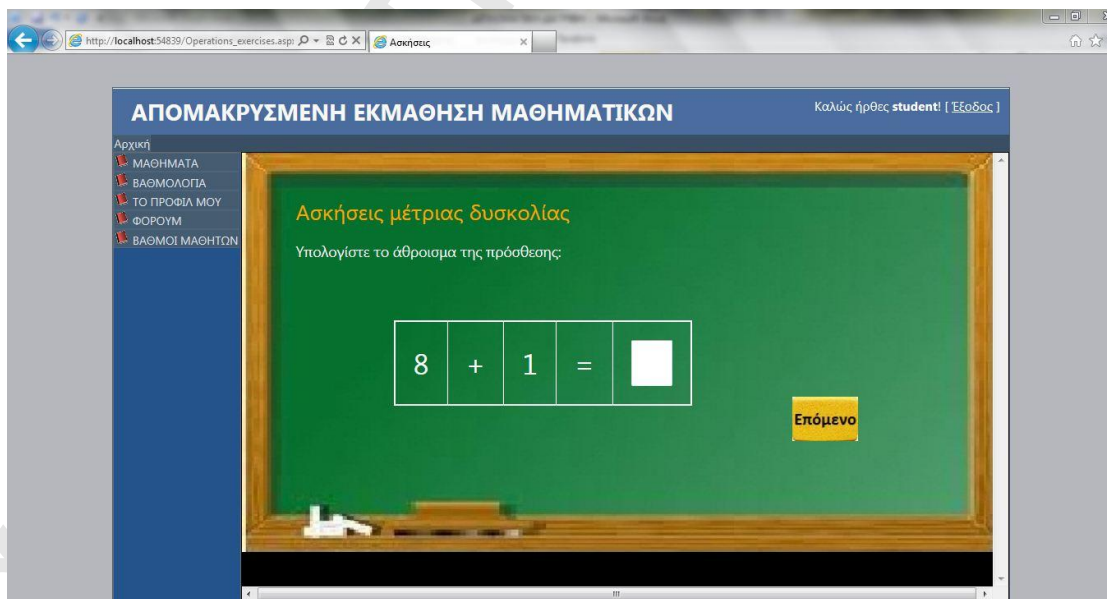 http://localhost:54839/Operations_exercises.asp
Ασκήσεις
ΑΠΟΜΑΚΡΥΣΜΕΝΗ ΕΚΜΑΘΗΣΗ ΜΑΘΗΜΑΤΙΚΩΝ
Καλώς ήρθες student! [ Έξοδος ]
Αρχική
ΜΑΘΗΜΑΤΑ
ΒΑΘΜΟΛΟΓΙΑ
ΤΟ ΠΡΟΦΙΛ ΜΟΥ
ΦΟΡΟΥΜ
ΒΑΘΜΟΙ ΜΑΘΗΤΩΝ
Ασκήσεις μέτριας δυσκολίας
Υπολογίστε το άθροισμα της πρόσθεσης:
8 + 1 =
Επόμενο